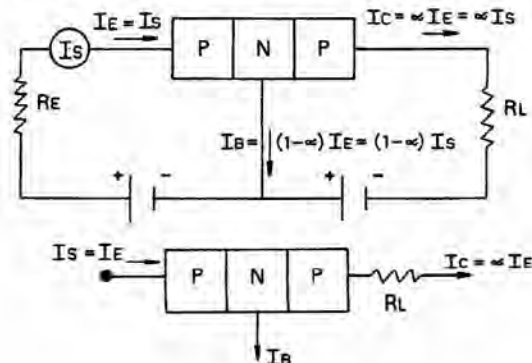 IE = IS
IC = ∝ IE = ∝ IS
IS
P N P
RE
RL
IB = (1-∝) IE = (1-∝) IS
+ - + -
IS = IE
P N P
IC = ∝ IE
RL
IB